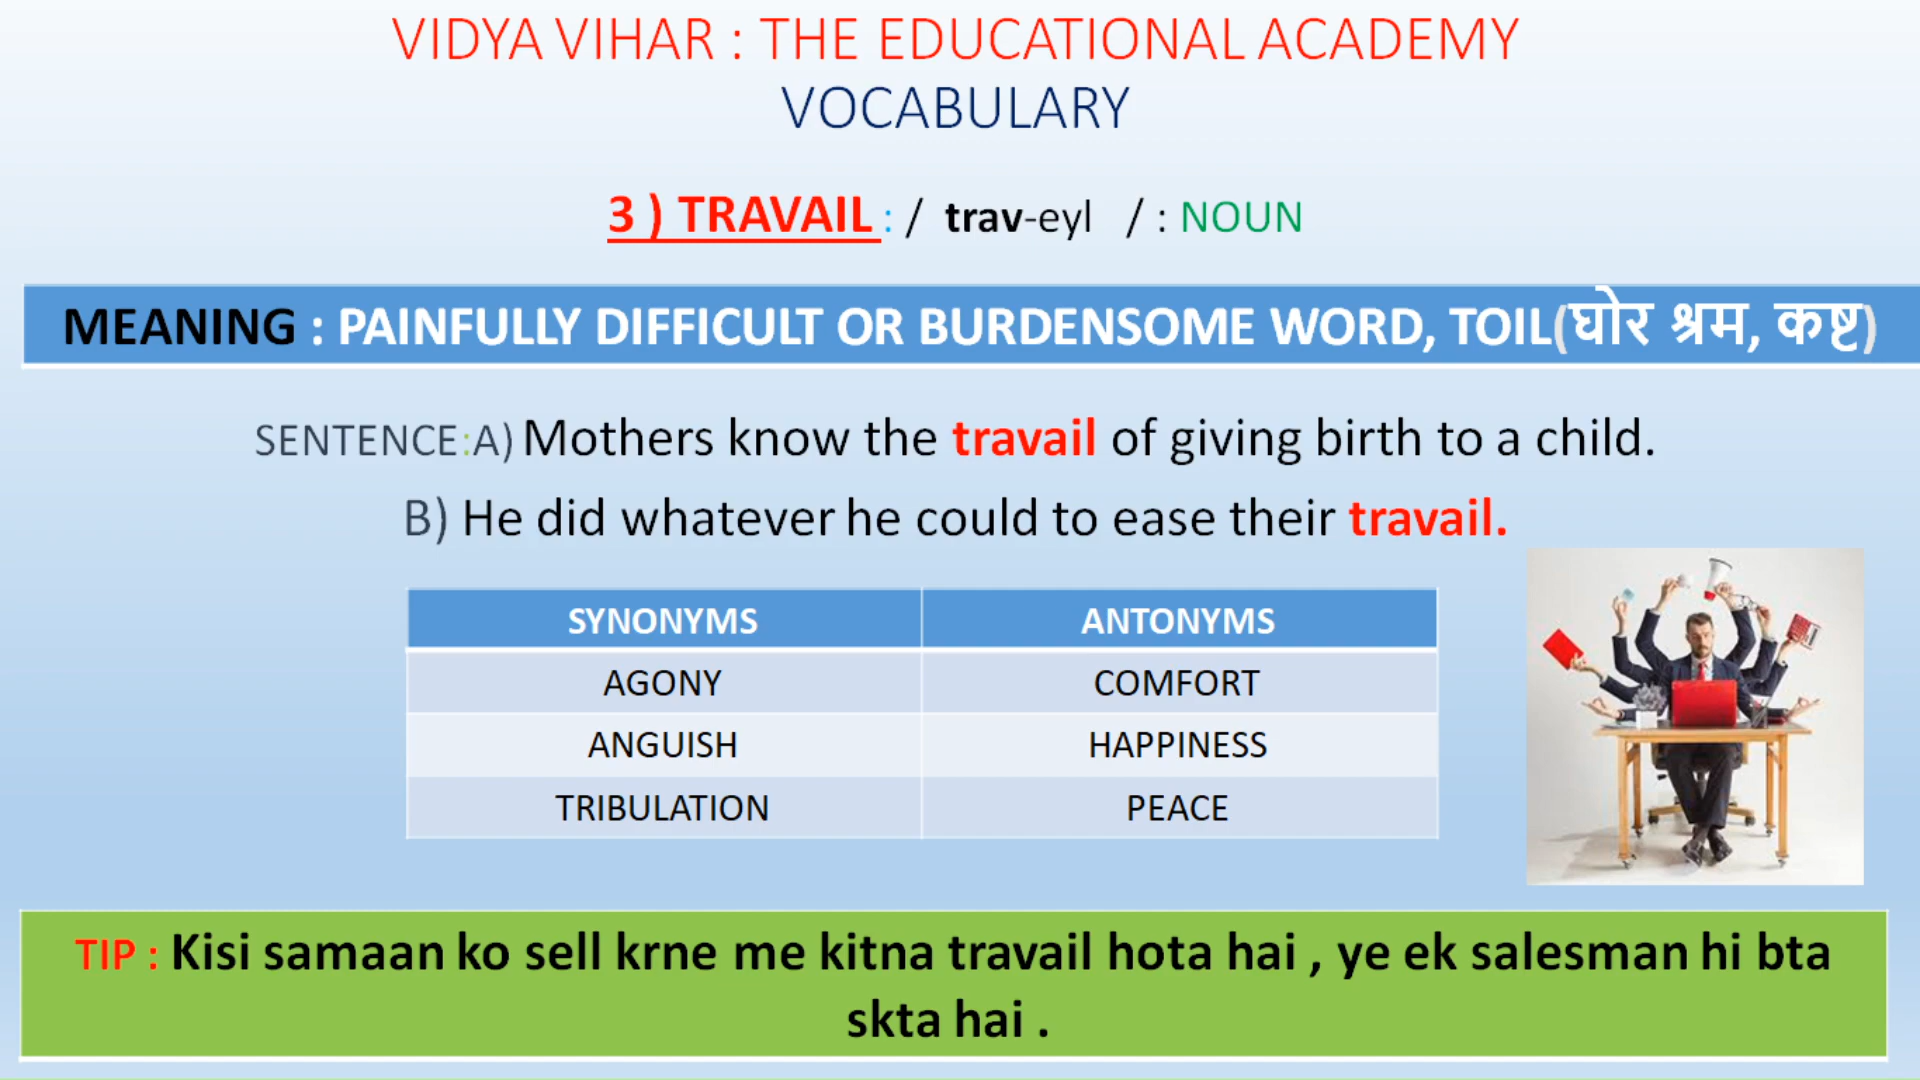 VIDYA VIHAR : THE EDUCATIONAL ACADEMY
VOCABULARY
3 ) TRAVAIL : / trav-eyl / : NOUN
MEANING : PAINFULLY DIFFICULT OR BURDENSOME WORD, TOIL(घोर श्रम, कष्ट)
SENTENCE:A) Mothers know the travail of giving birth to a child.
B) He did whatever he could to ease their travail.
SYNONYMS ANTONYMS
AGONY COMFORT
ANGUISH HAPPINESS
TRIBULATION PEACE
TIP : Kisi samaan ko sell krne me kitna travail hota hai , ye ek salesman hi bta
skta hai .